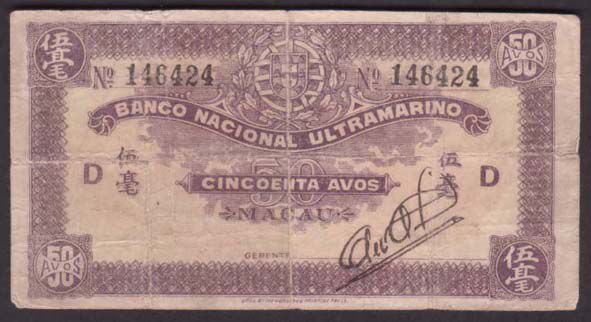 伍毫
50 AVOS
Nº 146424 Nº 146424
BANCO NACIONAL ULTRAMARINO
D 伍毫 50 伍毫 D
CINCOENTA AVOS
MACAU
GERENTE
50 AVOS
伍毫